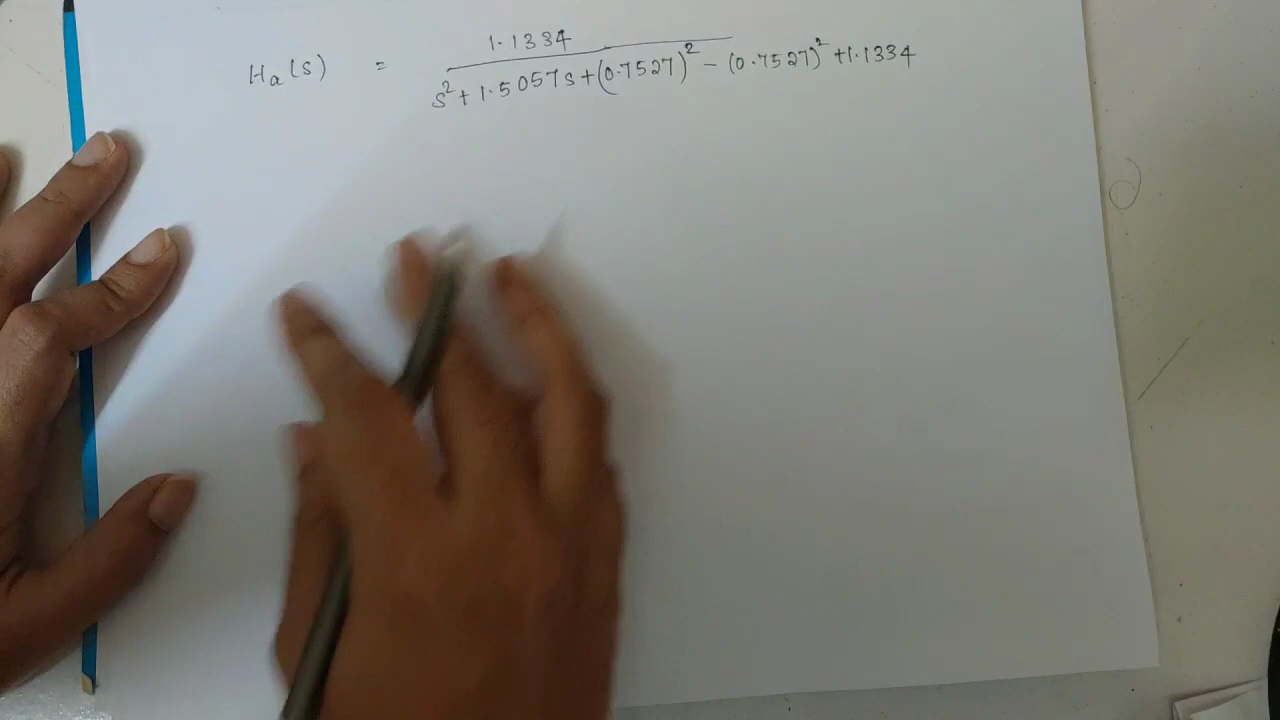 1.1334
Ha(s) = s² + 1.5057s + (0.7527)² - (0.7527)² + 1.1334